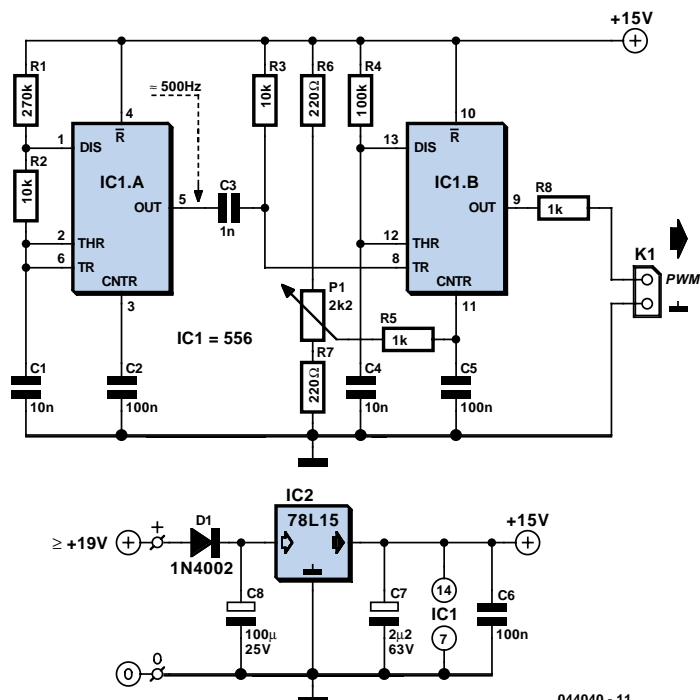 +15V
R1
270k
≈ 500Hz
R3
10k
R6
220Ω
R4
100k
4
R
1
DIS
IC1.A
R2
10k
5
OUT
C3
1n
2
THR
6
TR
CNTR
3
10
R
13
DIS
IC1.B
9
OUT
12
THR
8
TR
CNTR
11
R8
1k
K1
PWM
P1
2k2
R5
1k
IC1 = 556
R7
220Ω
C1
10n
C2
100n
C4
10n
C5
100n
IC2
78L15
≥ +19V
+
D1
1N4002
+15V
C8
100µ
25V
C7
2µ2
63V
14
IC1
7
C6
100n
0
0
044040 - 11